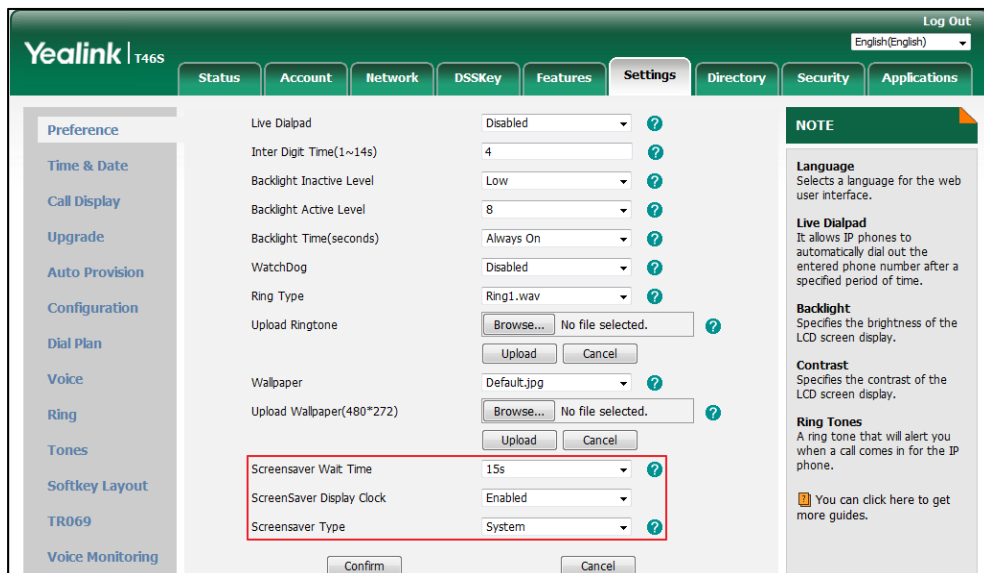 Log Out
Yealink T46S
English(English)
Status Account Network DSSKey Features Settings Directory Security Applications
Preference
Time & Date
Call Display
Upgrade
Auto Provision
Configuration
Dial Plan
Voice
Ring
Tones
Softkey Layout
TR069
Voice Monitoring
Live Dialpad Disabled ?
Inter Digit Time(1~14s) 4 ?
Backlight Inactive Level Low ?
Backlight Active Level 8 ?
Backlight Time(seconds) Always On ?
WatchDog Disabled ?
Ring Type Ring1.wav ?
Upload Ringtone Browse... No file selected. ?
Upload Cancel
Wallpaper Default.jpg ?
Upload Wallpaper(480*272) Browse... No file selected. ?
Upload Cancel
Screensaver Wait Time 15s ?
ScreenSaver Display Clock Enabled
Screensaver Type System ?
Confirm Cancel
NOTE
Language
Selects a language for the web
user interface.
Live Dialpad
It allows IP phones to
automatically dial out the
entered phone number after a
specified period of time.
Backlight
Specifies the brightness of the
LCD screen display.
Contrast
Specifies the contrast of the
LCD screen display.
Ring Tones
A ring tone that will alert you
when a call comes in for the IP
phone.
? You can click here to get
more guides.